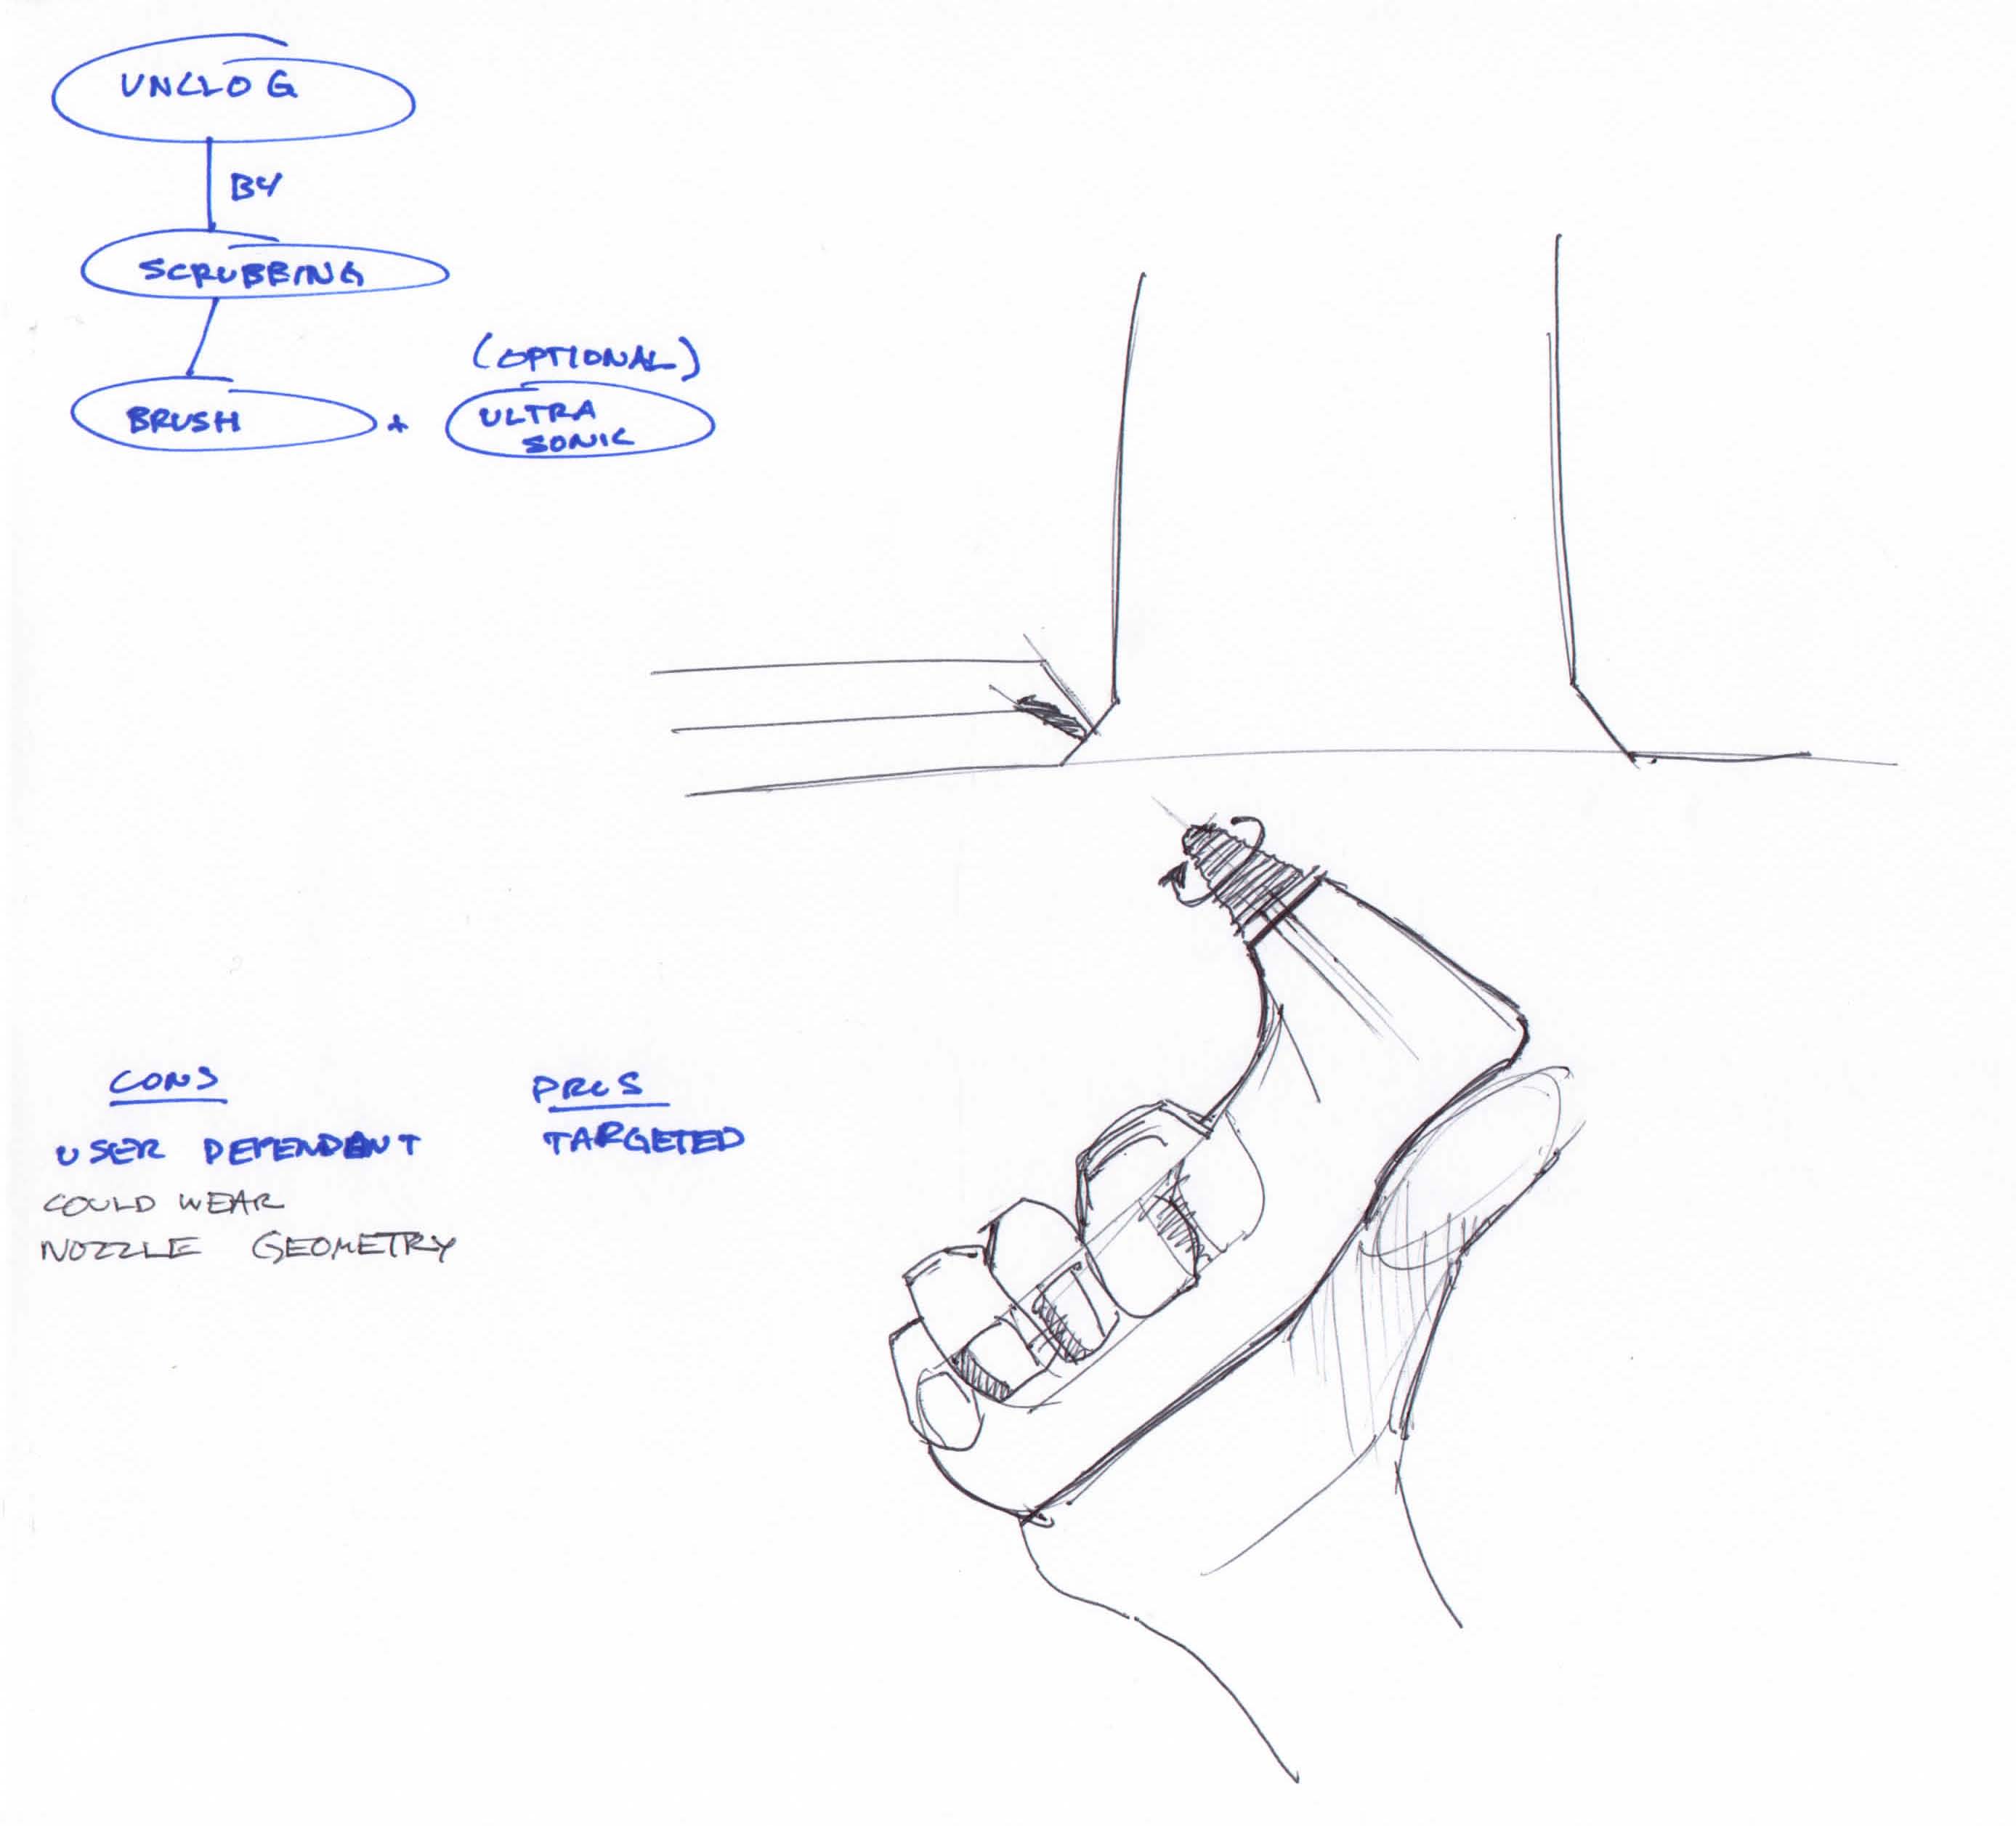 UNCLOG
BY
SCRUBBING
(OPTIONAL)
BRUSH + ULTRA
SONIC
CONS
USER DEPENDENT
COULD WEAR
NOZZLE GEOMETRY
PROS
TARGETED